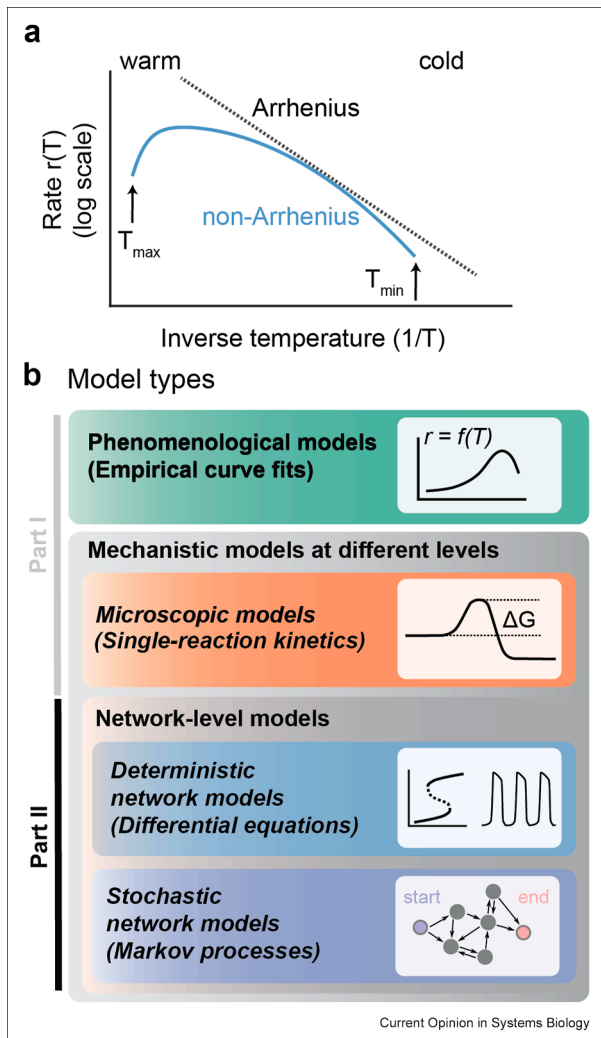 a
warm
cold
Arrhenius
Rate r(T)
(log scale)
non-Arrhenius
Tmax
Tmin
Inverse temperature (1/T)
b Model types
Part I
Phenomenological models
(Empirical curve fits)
r = f(T)
Mechanistic models at different levels
Microscopic models
(Single-reaction kinetics)
ΔG
Part II
Network-level models
Deterministic
network models
(Differential equations)
Stochastic
network models
(Markov processes)
start
end
Current Opinion in Systems Biology